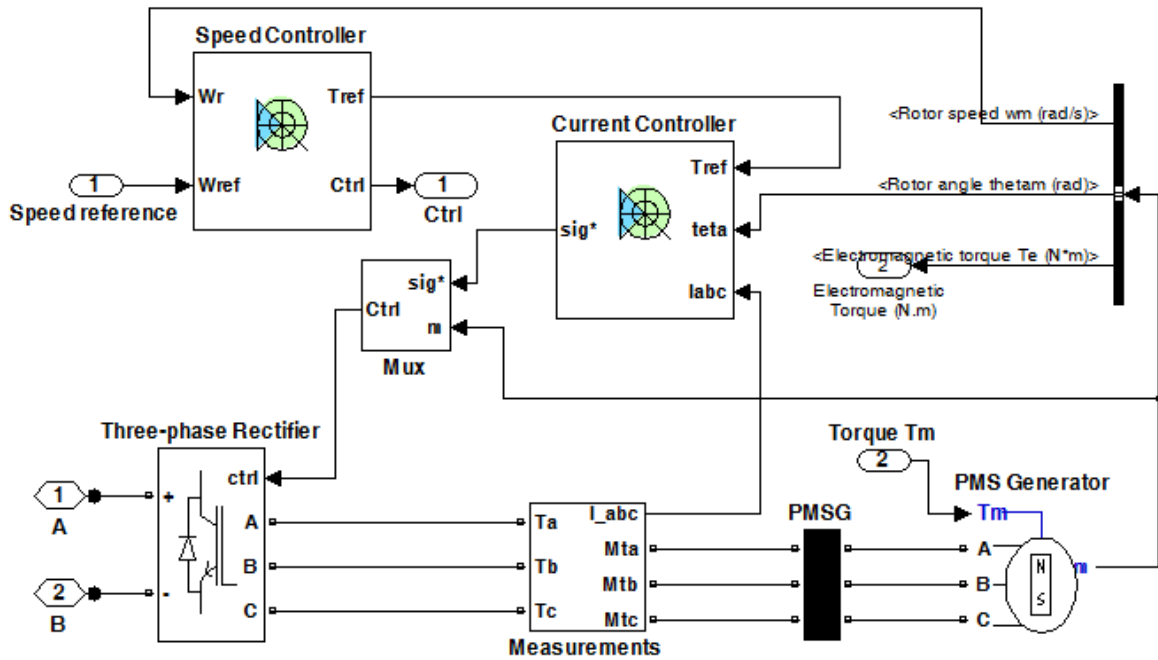 Speed Controller
Wr
Tref
Wref
Ctrl
1
Speed reference
1
Ctrl
Current Controller
Tref
teta
Iabc
sig*
<Rotor speed wm (rad/s)>
<Rotor angle thetam (rad)>
<Electromagnetic torque Te (N*m)>
2
Electromagnetic
Torque (N.m)
sig*
Ctrl
m
Mux
Three-phase Rectifier
ctrl
+
-
A
B
C
1
A
2
B
I_abc
Ta
Tb
Tc
Mta
Mtb
Mtc
Measurements
PMSG
Torque Tm
2
PMS Generator
Tm
A
B
C
N
S
m